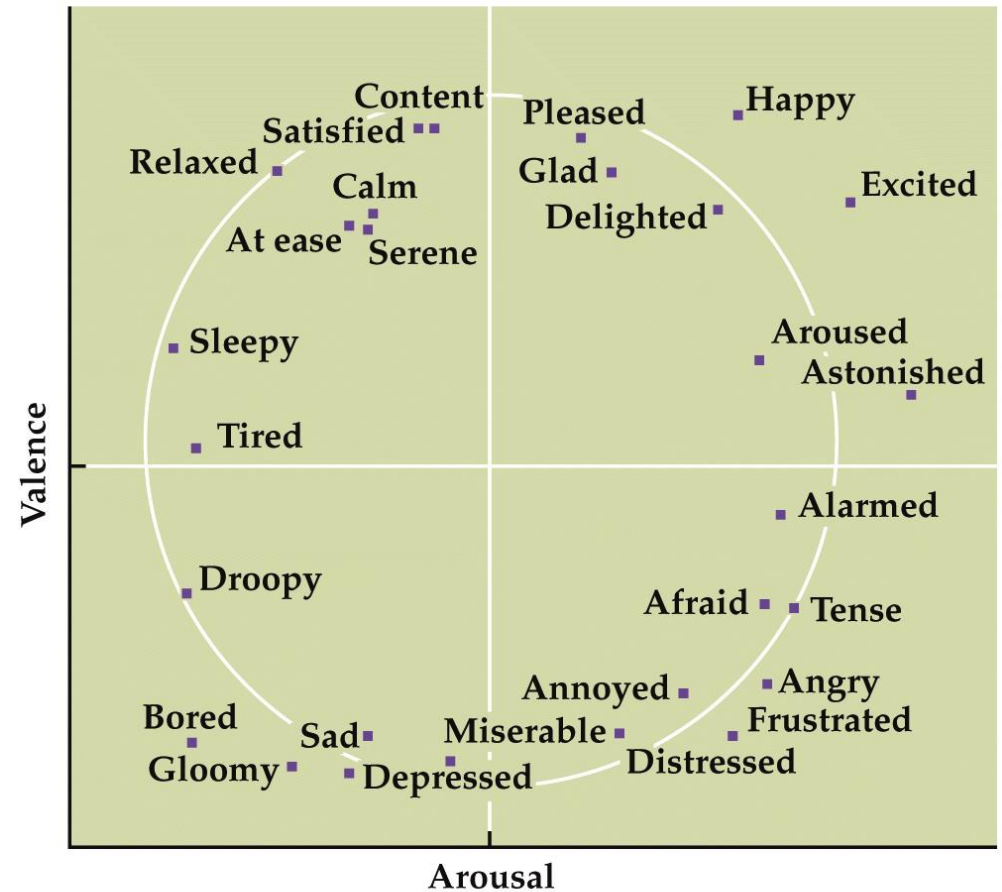 Content
Pleased
Happy
Satisfied
Relaxed
Glad
Calm
Excited
Delighted
At ease
Serene
Aroused
Sleepy
Astonished
Tired
Valence
Alarmed
Droopy
Afraid
Tense
Annoyed
Angry
Bored
Frustrated
Sad
Miserable
Gloomy
Depressed
Distressed
Arousal